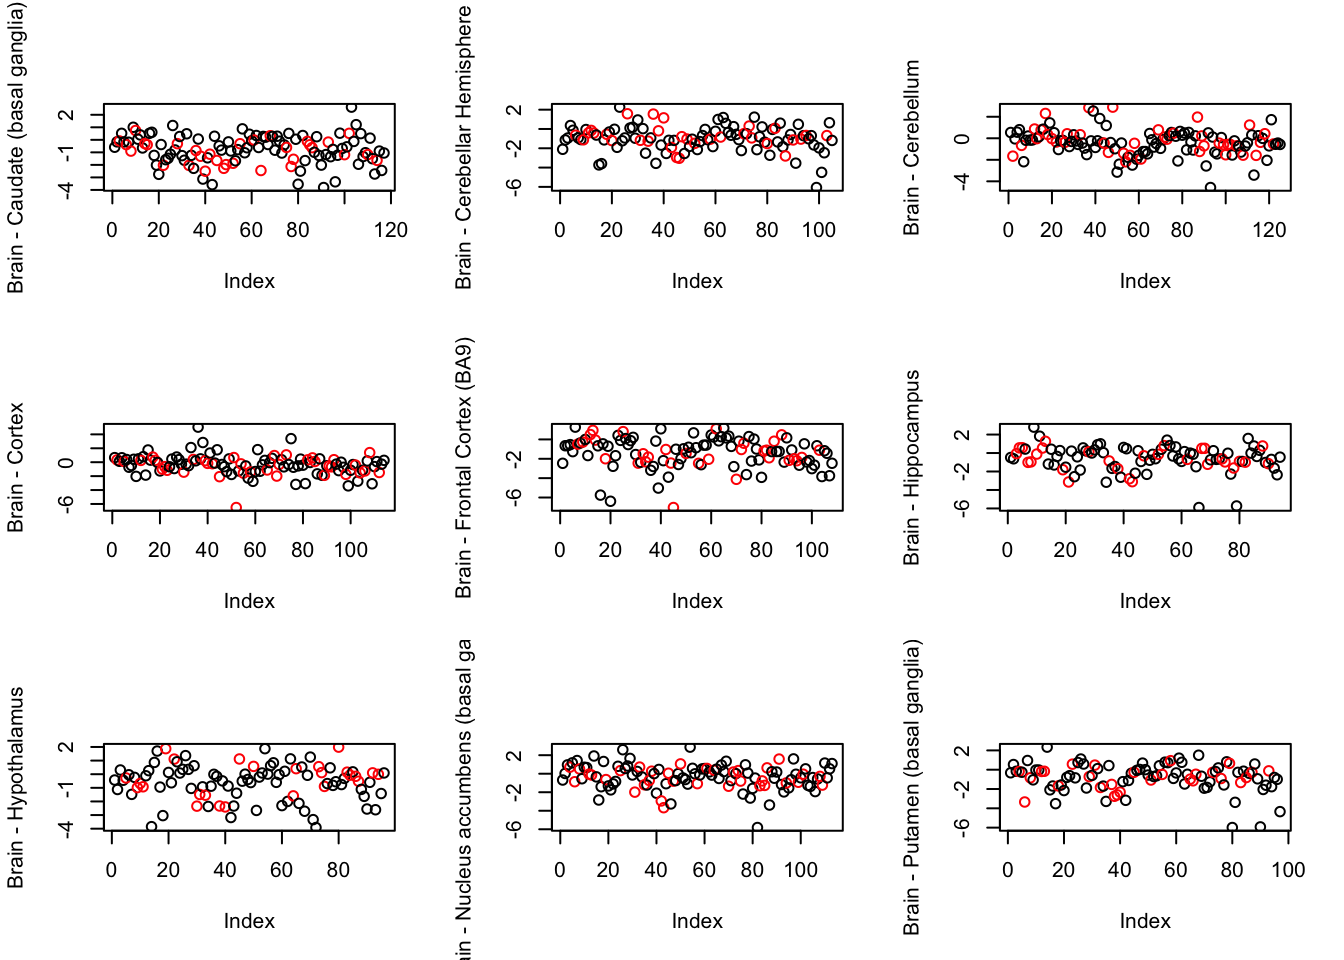 Brain - Caudate (basal ganglia)
2
-1
-4
0 20 40 60 80 120
Index
Brain - Cerebellar Hemisphere
2
-2
-6
0 20 40 60 80 100
Index
Brain - Cerebellum
0
-4
0 20 40 60 80 120
Index
Brain - Cortex
0
-6
0 20 40 60 80 100
Index
Brain - Frontal Cortex (BA9)
-2
-6
0 20 40 60 80 100
Index
Brain - Hippocampus
2
-2
-6
0 20 40 60 80
Index
Brain - Hypothalamus
2
-1
-4
0 20 40 60 80
Index
ain - Nucleus accumbens (basal ga
2
-2
-6
0 20 40 60 80 100
Index
Brain - Putamen (basal ganglia)
2
-2
-6
0 20 40 60 80 100
Index